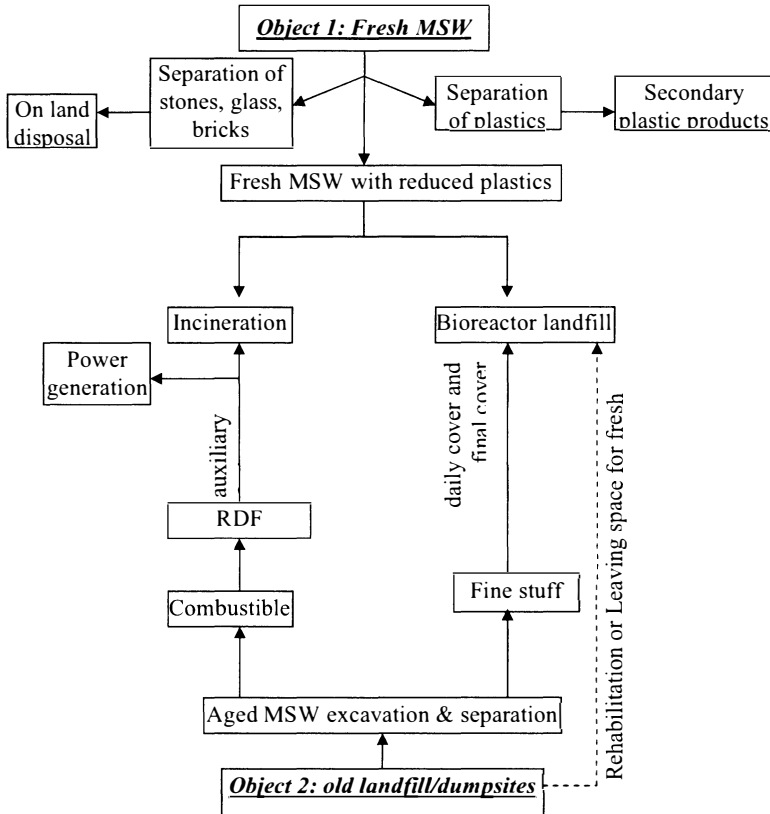 Object 1: Fresh MSW
Separation of
stones, glass,
bricks
On land
disposal
Separation
of plastics
Secondary
plastic products
Fresh MSW with reduced plastics
Incineration
Bioreactor landfill
Power
generation
auxiliary
daily cover and
final cover
Rehabilitation or Leaving space for fresh
RDF
Combustible
Fine stuff
Aged MSW excavation & separation
Object 2: old landfill/dumpsites